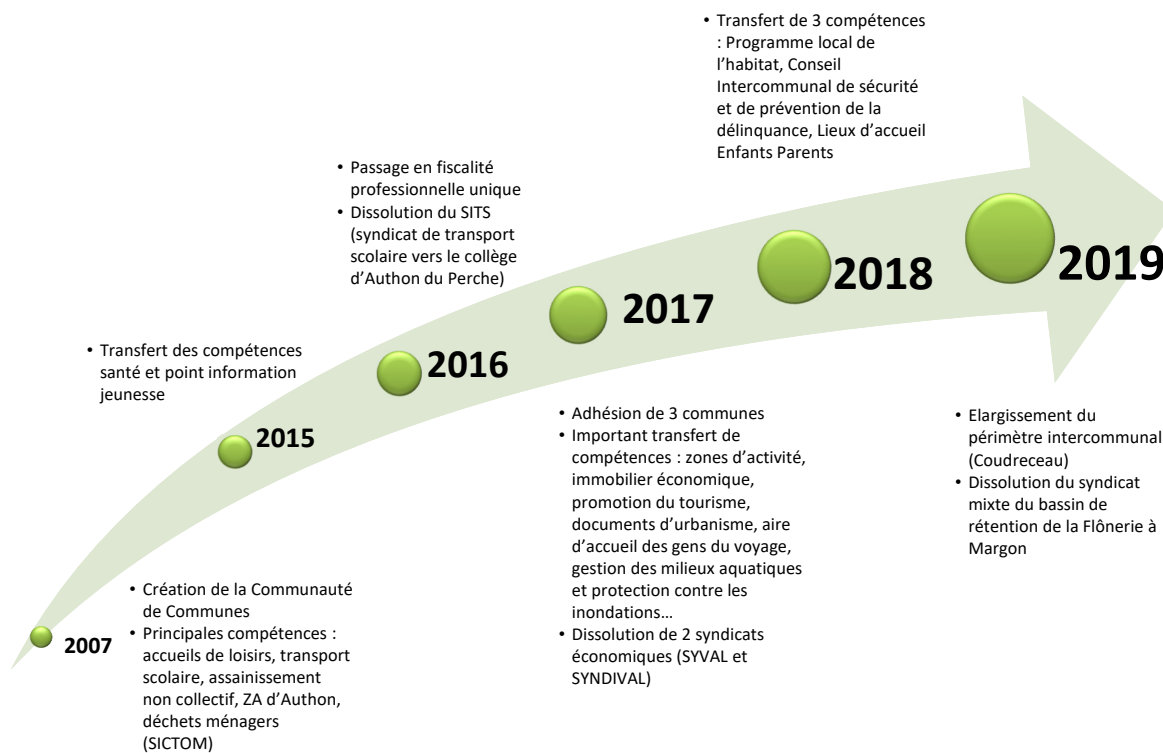 • Transfert de 3 compétences
: Programme local de
l’habitat, Conseil
Intercommunal de sécurité
et de prévention de la
délinquance, Lieux d’accueil
Enfants Parents
• Passage en fiscalité
professionnelle unique
• Dissolution du SITS
(syndicat de transport
scolaire vers le collège
d’Authon du Perche)
2019
2018
2017
• Transfert des compétences
santé et point information
jeunesse
2016
2015
• Adhésion de 3 communes
• Important transfert de
compétences : zones d’activité,
immobilier économique,
promotion du tourisme,
documents d’urbanisme, aire
d’accueil des gens du voyage,
gestion des milieux aquatiques
et protection contre les
inondations…
• Dissolution de 2 syndicats
économiques (SYVAL et
SYNDIVAL)
• Elargissement du
périmètre intercommunal
(Coudreceau)
• Dissolution du syndicat
mixte du bassin de
rétention de la Flônerie à
Margon
2007
• Création de la Communauté
de Communes
• Principales compétences :
accueils de loisirs, transport
scolaire, assainissement
non collectif, ZA d’Authon,
déchets ménagers
(SICTOM)